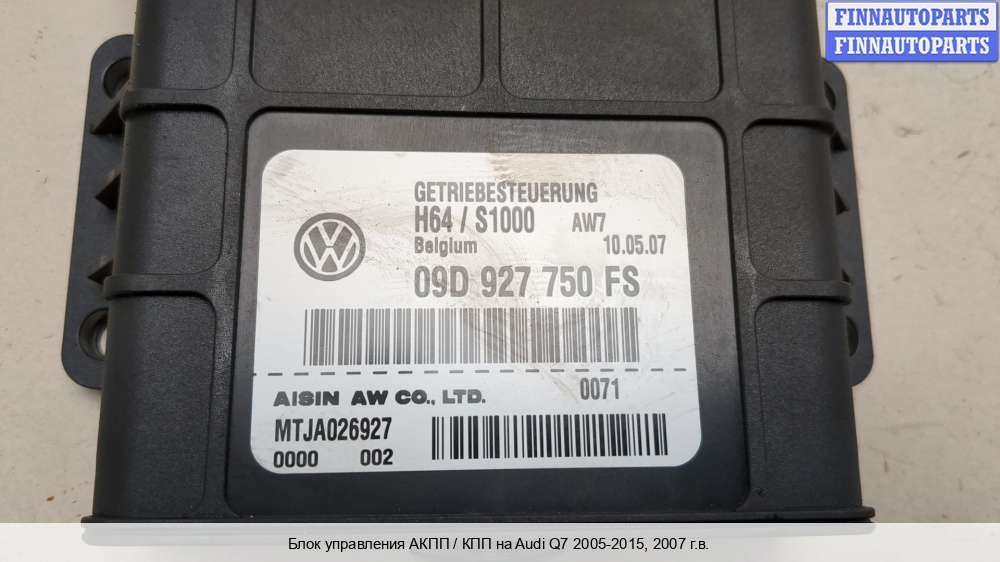 FINNAUTOPARTS
FINNAUTOPARTS
GETRIEBESTEUERUNG
H64 / S1000 AW7
Belgium 10.05.07
09D 927 750 FS
AISIN AW CO., LTD. 0071
MTJA026927
0000 002
Блок управления АКПП / КПП на Audi Q7 2005-2015, 2007 г.в.